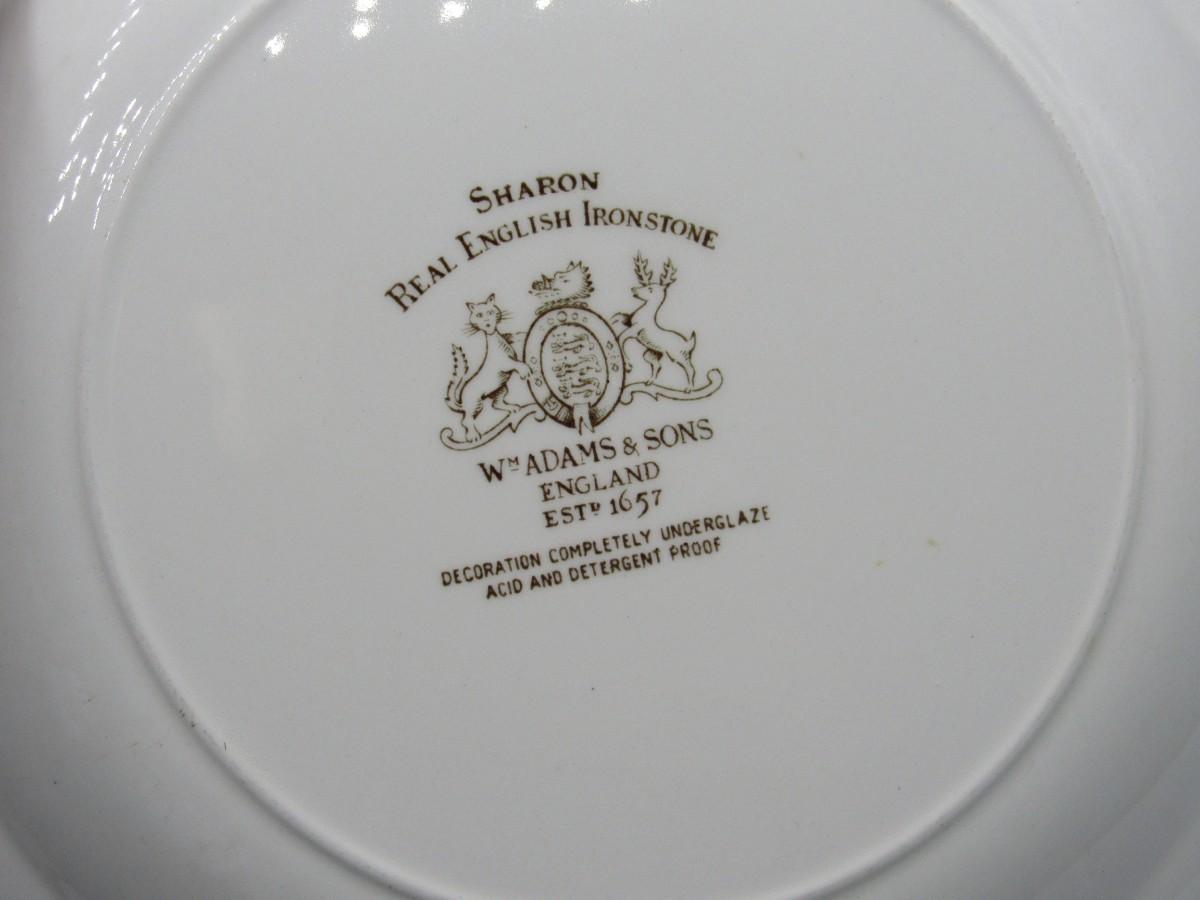 SHARON
REAL ENGLISH IRONSTONE
Wᴹ ADAMS & SONS
ENGLAND
ESTᴰ 1657
DECORATION COMPLETELY UNDERGLAZE
ACID AND DETERGENT PROOF